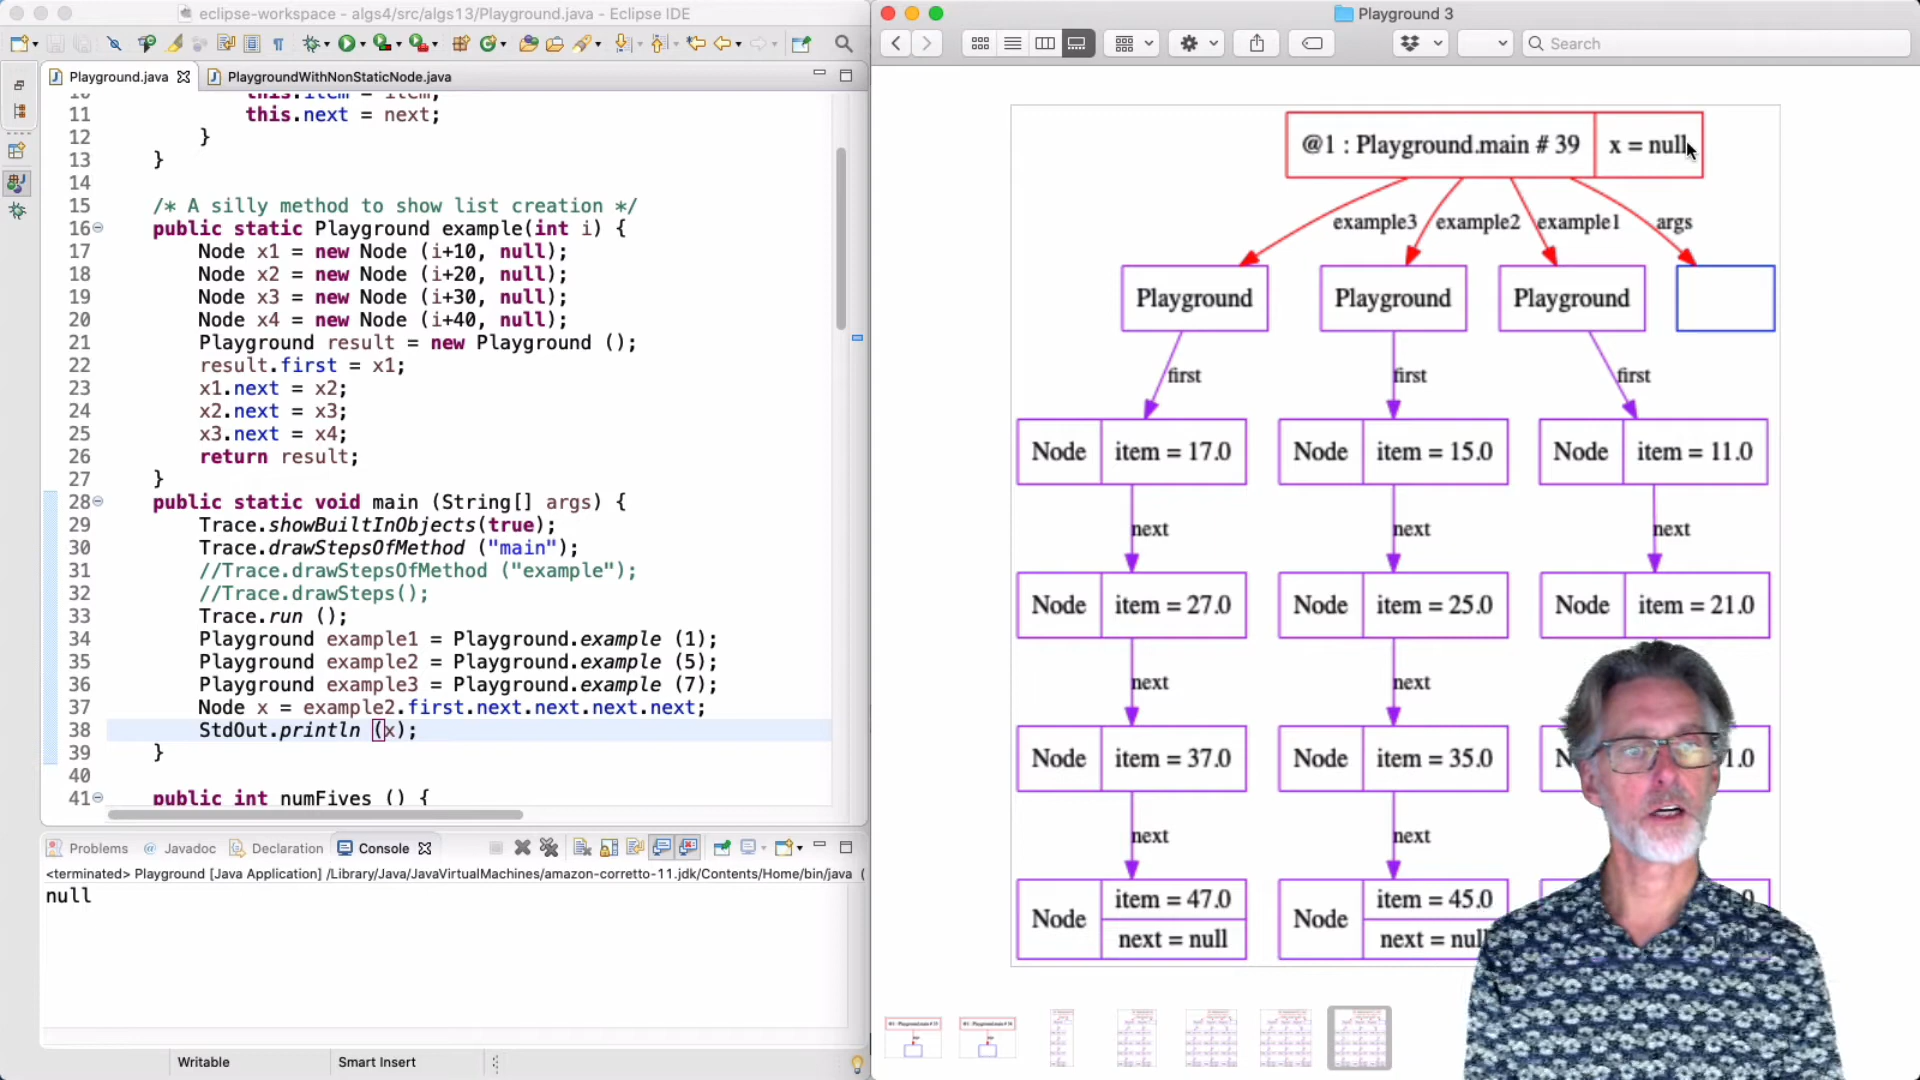 eclipse-workspace - algs4/src/algs13/Playground.java - Eclipse IDE
Playground.java
PlaygroundWithNonStaticNode.java
11 this.next = next;
12 }
13 }
14
15 /* A silly method to show list creation */
16 public static Playground example(int i) {
17 Node x1 = new Node (i+10, null);
18 Node x2 = new Node (i+20, null);
19 Node x3 = new Node (i+30, null);
20 Node x4 = new Node (i+40, null);
21 Playground result = new Playground ();
22 result.first = x1;
23 x1.next = x2;
24 x2.next = x3;
25 x3.next = x4;
26 return result;
27 }
28 public static void main (String[] args) {
29 Trace.showBuiltInObjects(true);
30 Trace.drawStepsOfMethod ("main");
31 //Trace.drawStepsOfMethod ("example");
32 //Trace.drawSteps();
33 Trace.run ();
34 Playground example1 = Playground.example (1);
35 Playground example2 = Playground.example (5);
36 Playground example3 = Playground.example (7);
37 Node x = example2.first.next.next.next.next;
38 StdOut.println (x);
39 }
40
41 public int numFives () {
Problems
Javadoc
Declaration
Console
<terminated> Playground [Java Application] /Library/Java/JavaVirtualMachines/amazon-corretto-11.jdk/Contents/Home/bin/java (
null
Writable
Smart Insert
Playground 3
Search
@1 : Playground.main # 39
x = null
example3
example2
example1
args
Playground
Playground
Playground
first
first
first
Node item = 17.0
Node item = 15.0
Node item = 11.0
next
next
next
Node item = 27.0
Node item = 25.0
Node item = 21.0
next
next
Node item = 37.0
Node item = 35.0
next
next
Node item = 47.0 next = null
Node item = 45.0 next = null